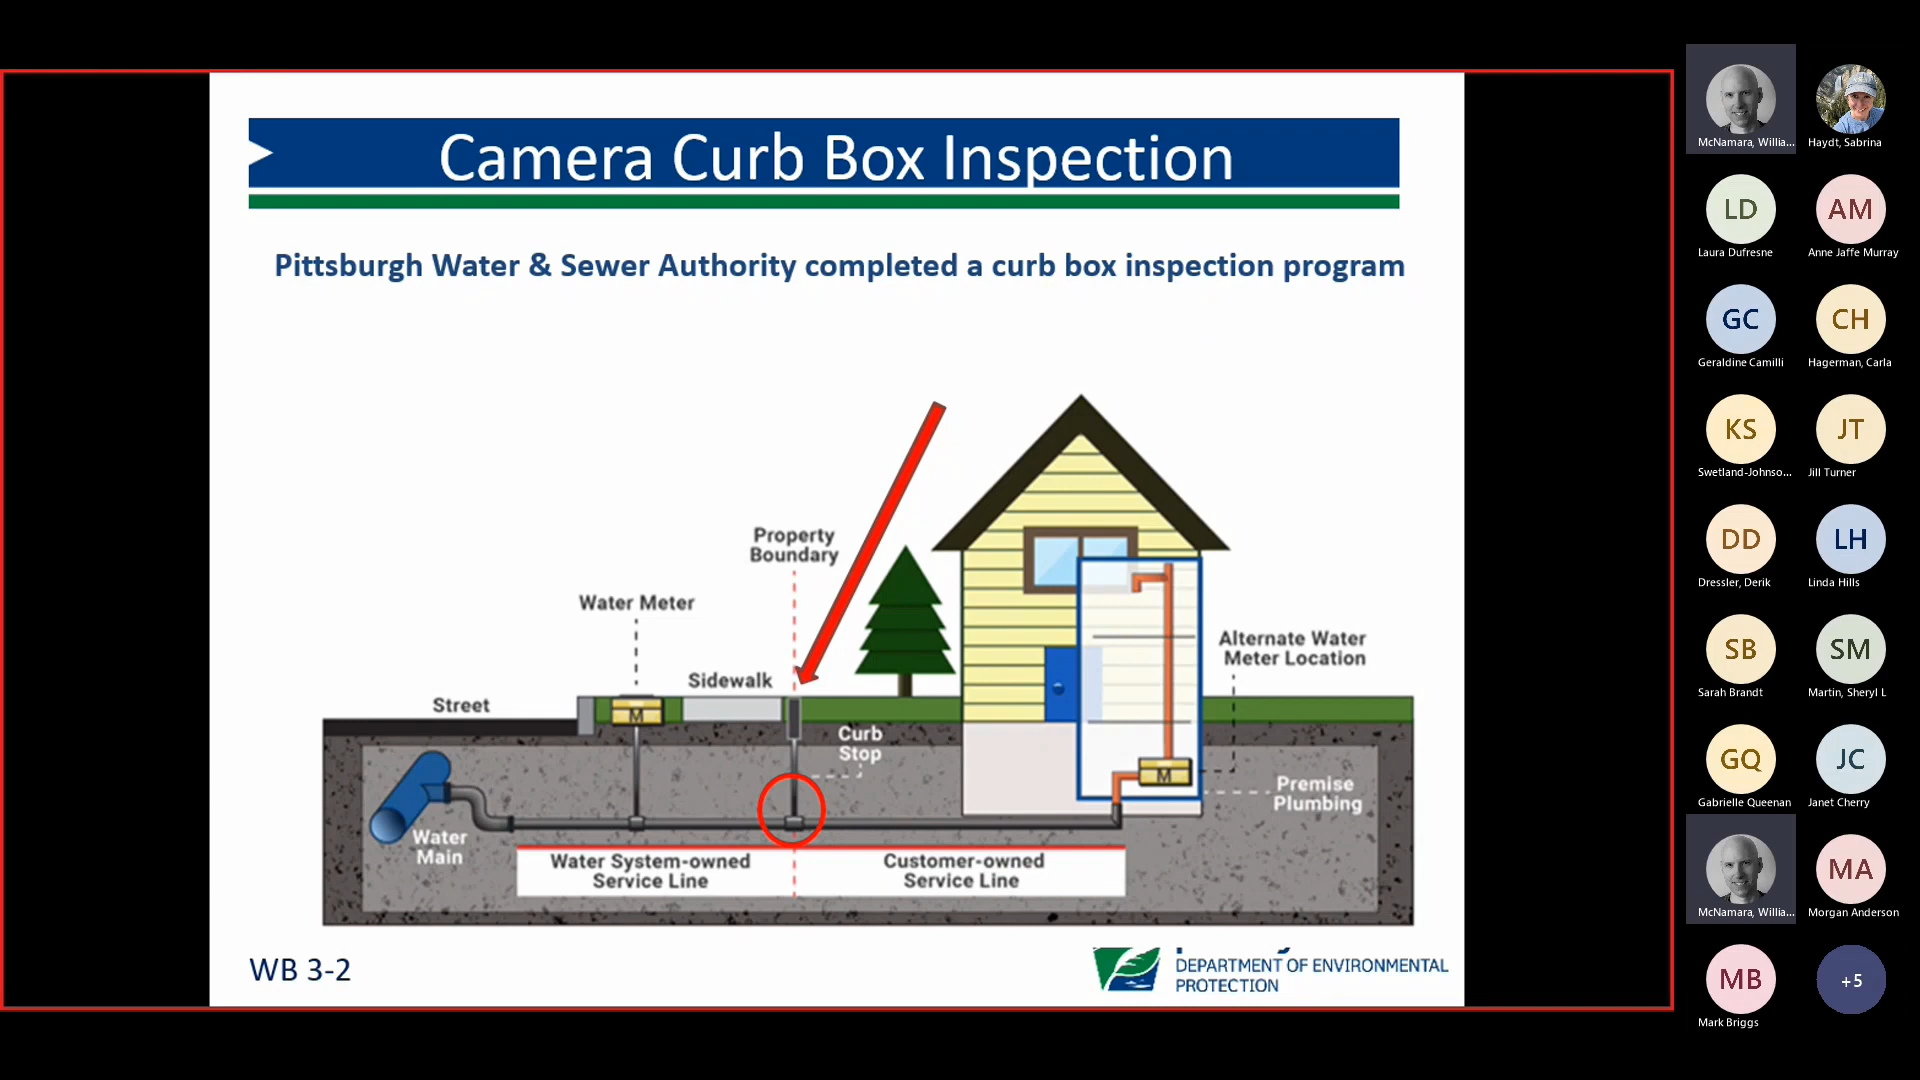 Camera Curb Box Inspection
Pittsburgh Water & Sewer Authority completed a curb box inspection program
Property
Boundary
Water Meter
Sidewalk
Street
M
Curb
Stop
Alternate Water
Meter Location
M
Premise
Plumbing
Water
Main
Water System-owned
Service Line
Customer-owned
Service Line
WB 3-2
DEPARTMENT OF ENVIRONMENTAL
PROTECTION
McNamara, Willia...
Haydt, Sabrina
LD
Laura Dufresne
AM
Anne Jaffe Murray
GC
Geraldine Camilli
CH
Hagerman, Carla
KS
Swetland-Johnso...
JT
Jill Turner
DD
Dressler, Derik
LH
Linda Hills
SB
Sarah Brandt
SM
Martin, Sheryl L
GQ
Gabrielle Queenan
JC
Janet Cherry
McNamara, Willia...
MA
Morgan Anderson
MB
Mark Briggs
+5